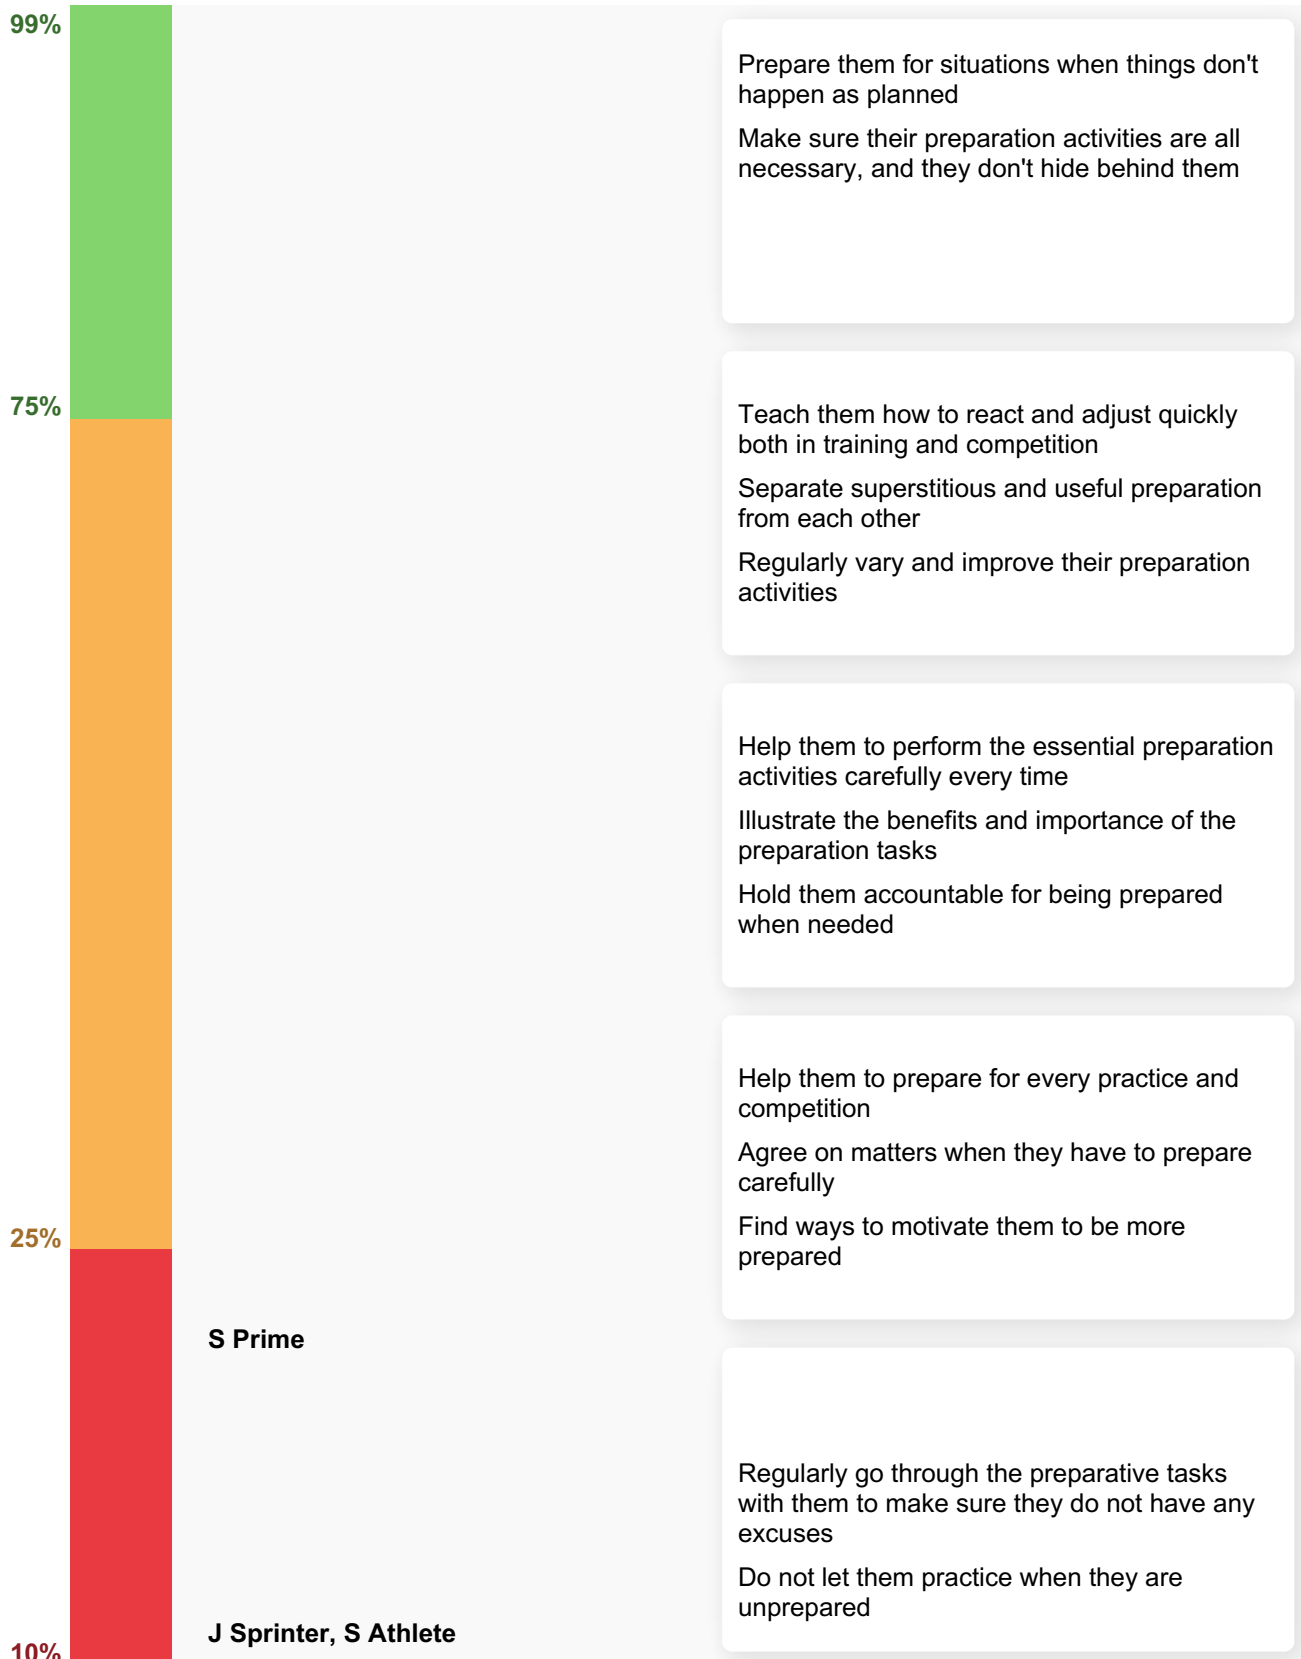 99%
Prepare them for situations when things don't
happen as planned
Make sure their preparation activities are all
necessary, and they don't hide behind them
75%
Teach them how to react and adjust quickly
both in training and competition
Separate superstitious and useful preparation
from each other
Regularly vary and improve their preparation
activities
Help them to perform the essential preparation
activities carefully every time
Illustrate the benefits and importance of the
preparation tasks
Hold them accountable for being prepared
when needed
Help them to prepare for every practice and
competition
Agree on matters when they have to prepare
carefully
Find ways to motivate them to be more
prepared
25%
S Prime
Regularly go through the preparative tasks
with them to make sure they do not have any
excuses
Do not let them practice when they are
unprepared
J Sprinter, S Athlete
10%